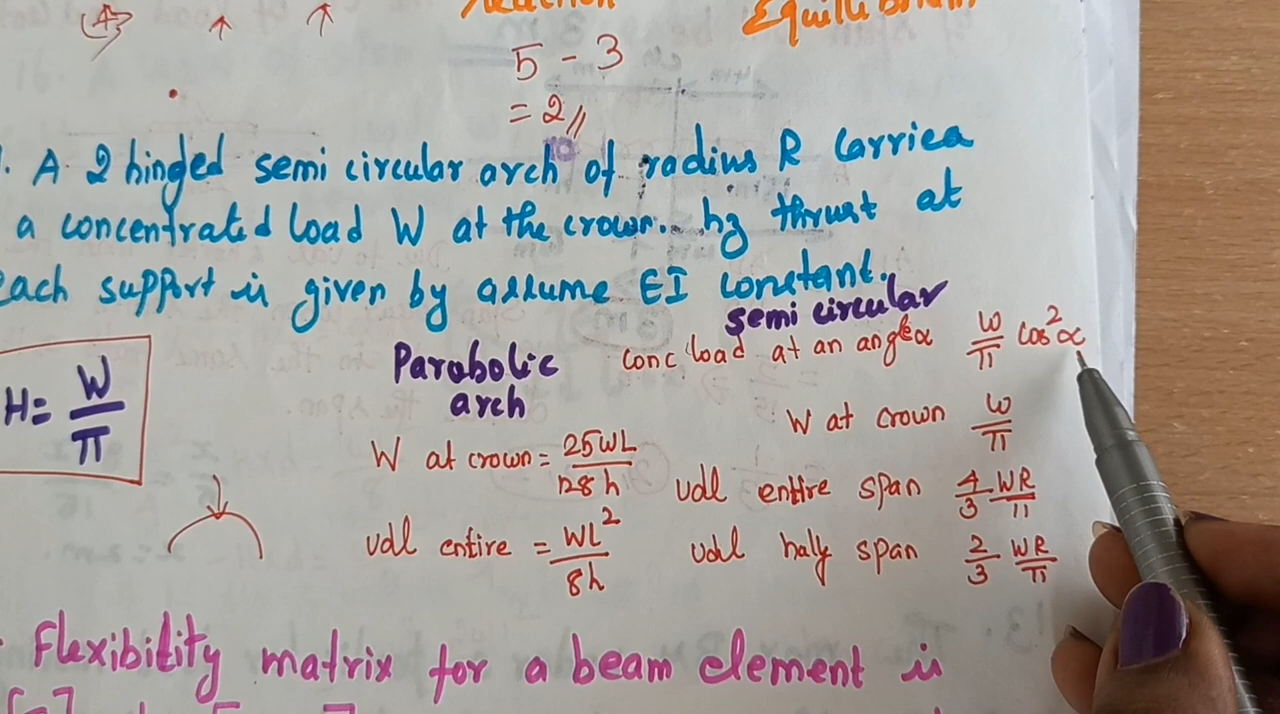 (A) ↑ ↑
Reaction
Equilibrium
5 - 3
= 2//
. A 2 hinged semi circular arch of radius R carries
a concentrated load W at the crown. hz thrust at
each support is given by assume EI constant.
H = W/π
Parabolic
arch
W at crown = 25WL/128h
udl entire = WL²/8h
semi circular
Conc load at an angle α W/π cos²α
W at crown W/π
udl entire span 4/3 WR/π
udl half span 2/3 WR/π
Flexibility matrix for a beam element is